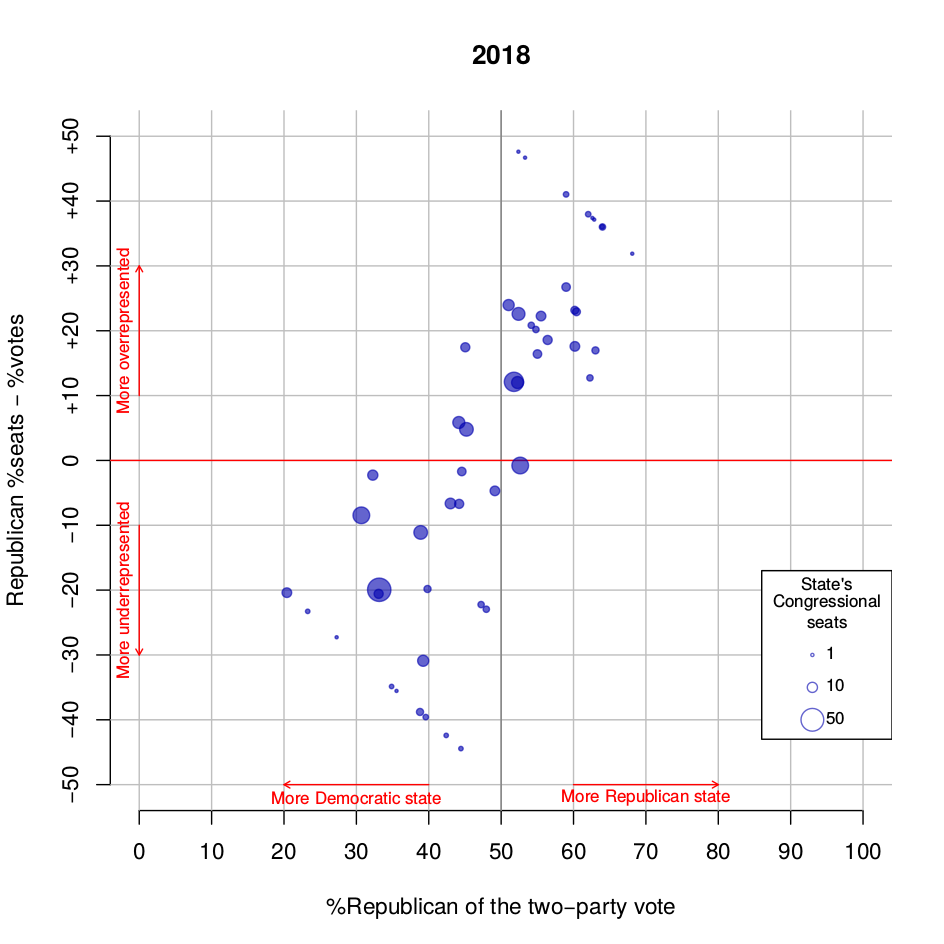 2018
Republican %seats − %votes
+50
+40
+30
+20
+10
0
−10
−20
−30
−40
−50
More overrepresented
More underrepresented
State's
Congressional
seats
1
10
50
More Democratic state
More Republican state
0 10 20 30 40 50 60 70 80 90 100
%Republican of the two−party vote